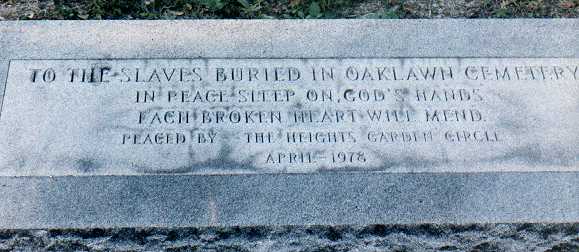 TO THE SLAVES BURIED IN OAKLAWN CEMETERY
IN PEACE SLEEP ON, GOD'S HANDS
EACH BROKEN HEART WILL MEND.
PLACED BY THE HEIGHTS GARDEN CIRCLE
APRIL-1978